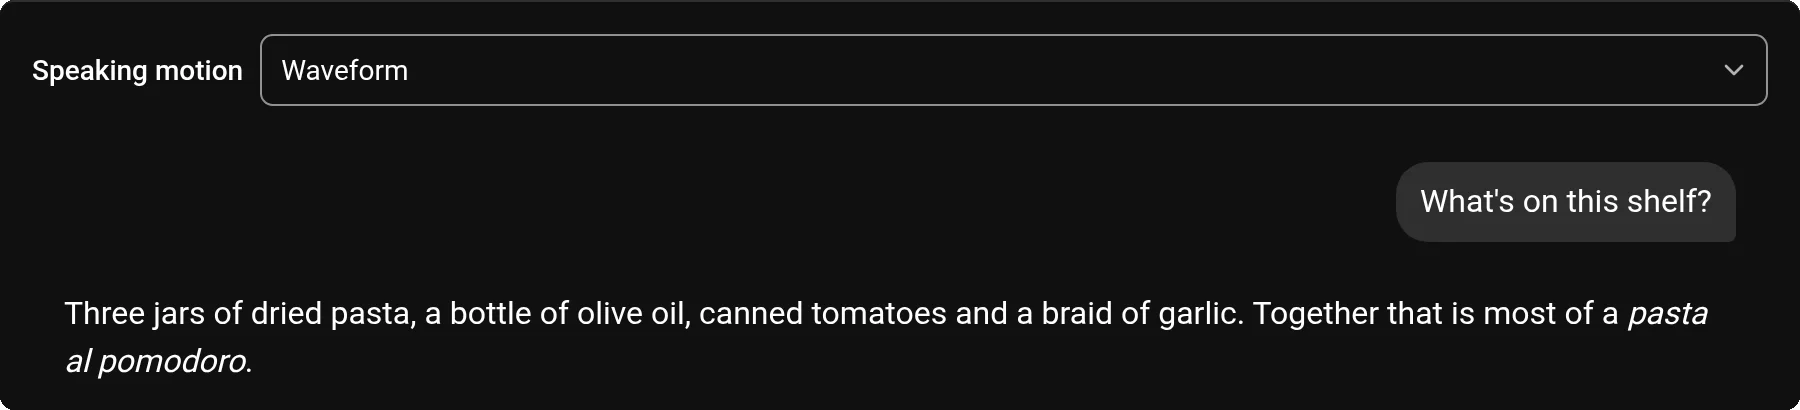 Speaking motion
Waveform
What's on this shelf?
Three jars of dried pasta, a bottle of olive oil, canned tomatoes and a braid of garlic. Together that is most of a pasta
al pomodoro.